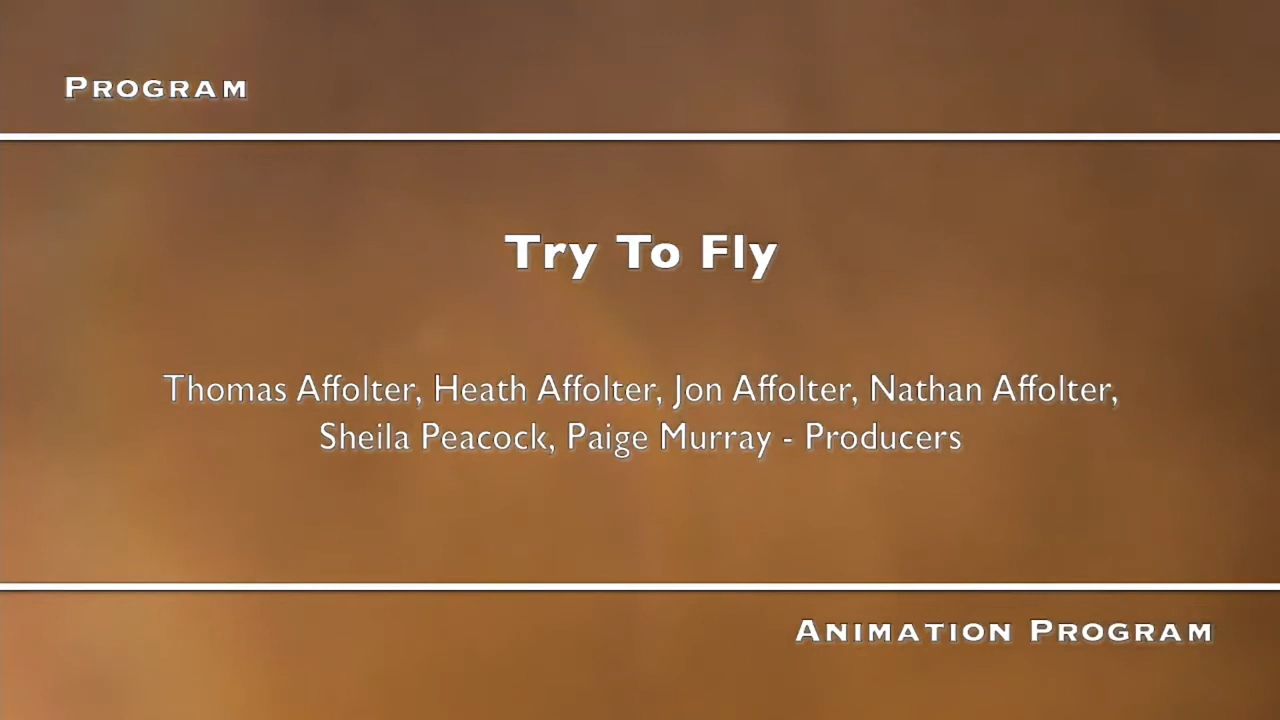 Program
Try To Fly
Thomas Affolter, Heath Affolter, Jon Affolter, Nathan Affolter,
Sheila Peacock, Paige Murray - Producers
Animation Program